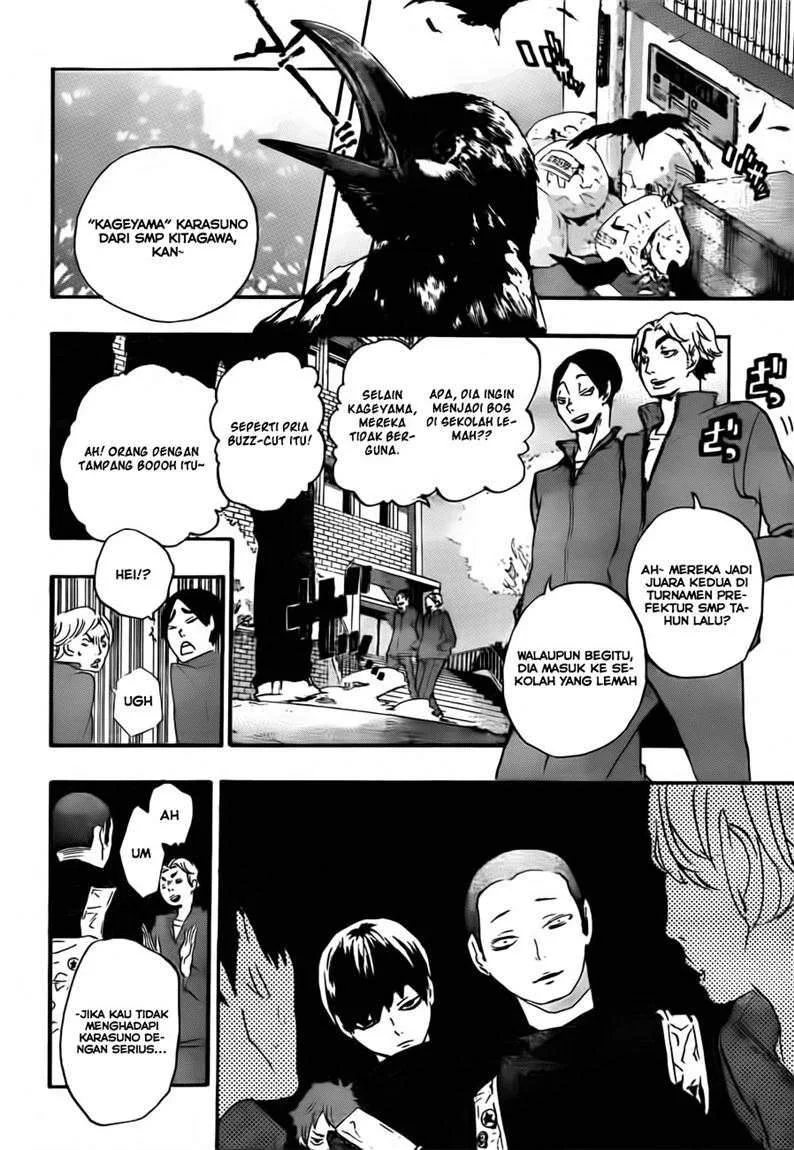 "KAGEYAMA" KARASUNO
DARI SMP KITAGAWA,
KAN~
AH~ MEREKA JADI
JUARA KEDUA DI
TURNAMEN PRE-
FEKTUR SMP TA-
HUN LALU?
WALAUPUN BEGITU,
DIA MASUK KE SE-
KOLAH YANG LEMAH
APA, DIA INGIN
MENJADI BOS
DI SEKOLAH LE-
MAH??
SELAIN
KAGEYAMA,
MEREKA
TIDAK BER-
GUNA.
SEPERTI PRIA
BUZZ-CUT ITU!
AH! ORANG DENGAN
TAMPANG BODOH ITU~
HEI!?
UGH
AH
UM
-JIKA KAU TIDAK
MENGHADAPI
KARASUNO DE-
NGAN SERIUS...